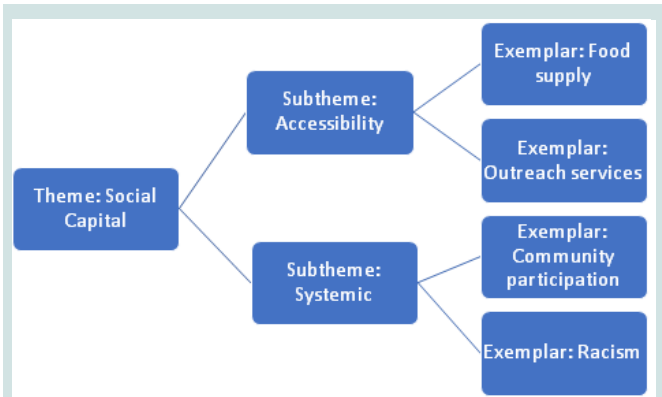 Theme: Social
Capital
Subtheme:
Accessibility
Exemplar: Food
supply
Exemplar:
Outreach services
Subtheme:
Systemic
Exemplar:
Community
participation
Exemplar: Racism